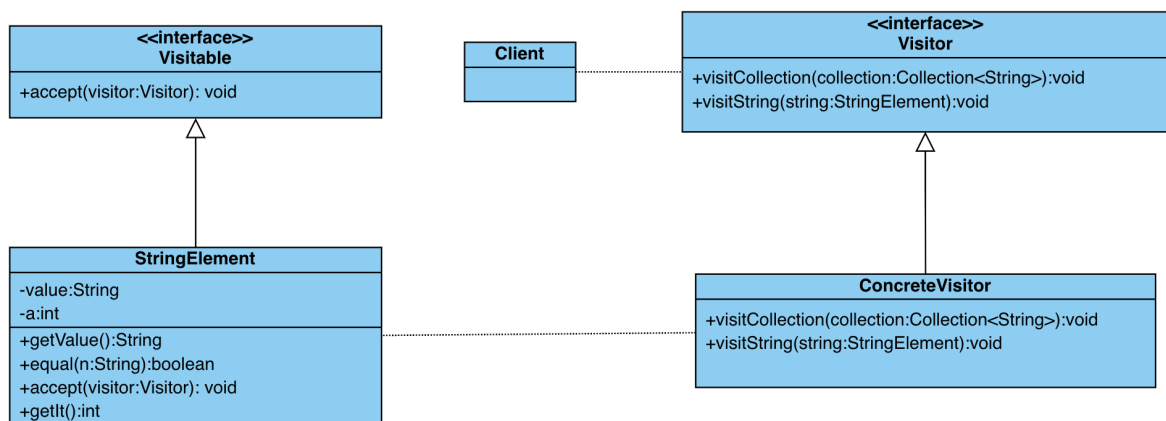 <<interface>>
Visitable
+accept(visitor:Visitor): void
Client
<<interface>>
Visitor
+visitCollection(collection:Collection<String>):void
+visitString(string:StringElement):void
StringElement
-value:String
-a:int
+getValue():String
+equal(n:String):boolean
+accept(visitor:Visitor): void
+getIt():int
ConcreteVisitor
+visitCollection(collection:Collection<String>):void
+visitString(string:StringElement):void